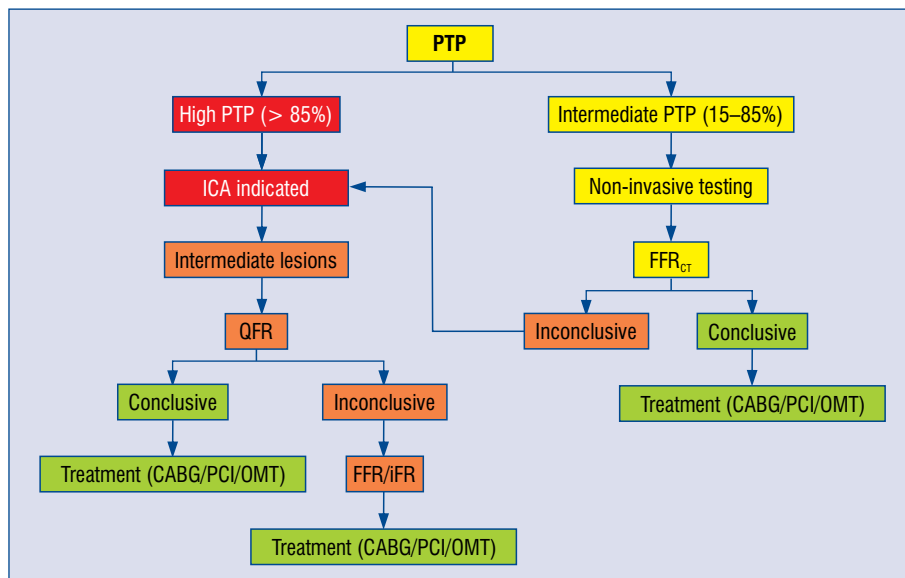 PTP
High PTP (> 85%)
Intermediate PTP (15–85%)
ICA indicated
Non-invasive testing
Intermediate lesions
FFRCT
QFR
Inconclusive
Conclusive
Conclusive
Inconclusive
Treatment (CABG/PCI/OMT)
Treatment (CABG/PCI/OMT)
FFR/iFR
Treatment (CABG/PCI/OMT)